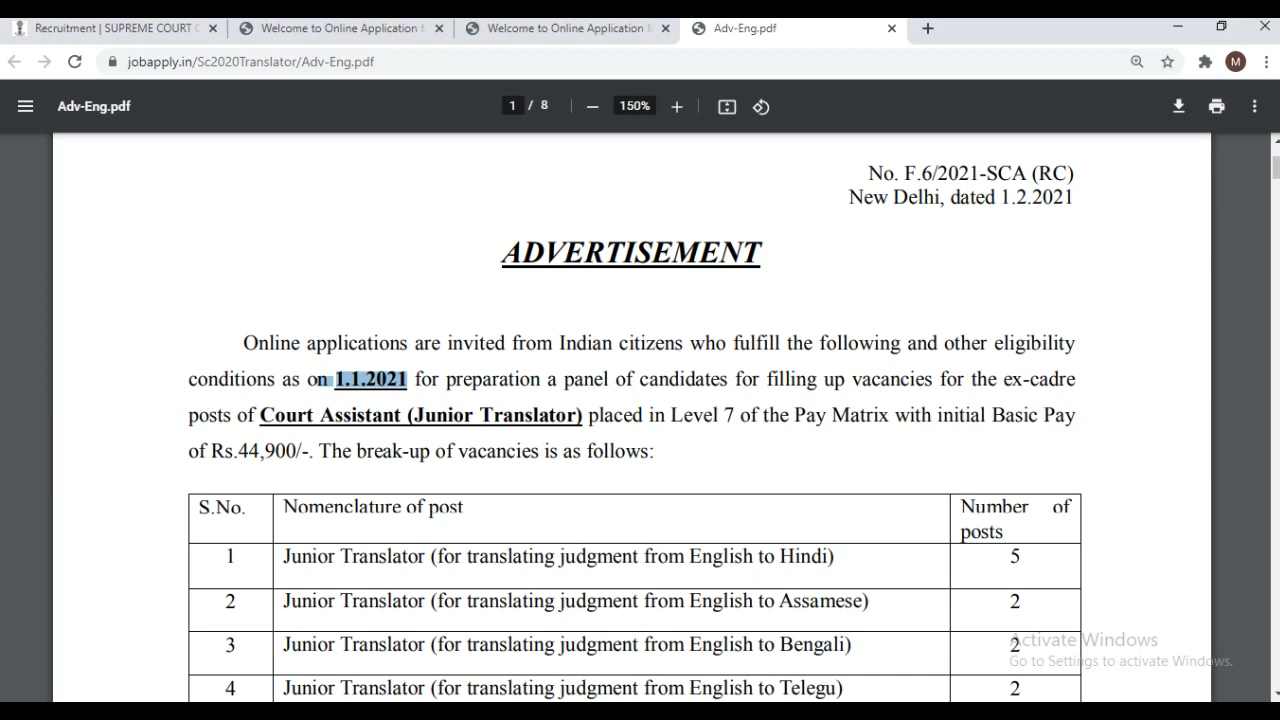 Recruitment | SUPREME COURT
Welcome to Online Application
Welcome to Online Application
Adv-Eng.pdf
jobapply.in/Sc2020Translator/Adv-Eng.pdf
M
Adv-Eng.pdf
1 / 8
150%
No. F.6/2021-SCA (RC)
New Delhi, dated 1.2.2021
ADVERTISEMENT
Online applications are invited from Indian citizens who fulfill the following and other eligibility
conditions as on 1.1.2021 for preparation a panel of candidates for filling up vacancies for the ex-cadre
posts of Court Assistant (Junior Translator) placed in Level 7 of the Pay Matrix with initial Basic Pay
of Rs.44,900/-. The break-up of vacancies is as follows:
S.No. Nomenclature of post Number of
posts
1 Junior Translator (for translating judgment from English to Hindi) 5
2 Junior Translator (for translating judgment from English to Assamese) 2
3 Junior Translator (for translating judgment from English to Bengali) 2
4 Junior Translator (for translating judgment from English to Telegu) 2
Activate Windows
Go to Settings to activate Windows.